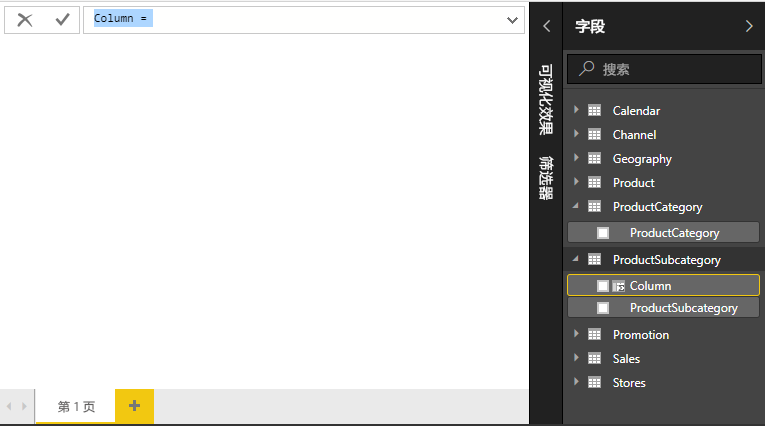 Column =
字段
搜索
可视化效果
筛选器
Calendar
Channel
Geography
Product
ProductCategory
ProductCategory
ProductSubcategory
Column
ProductSubcategory
Promotion
Sales
Stores
第 1 页